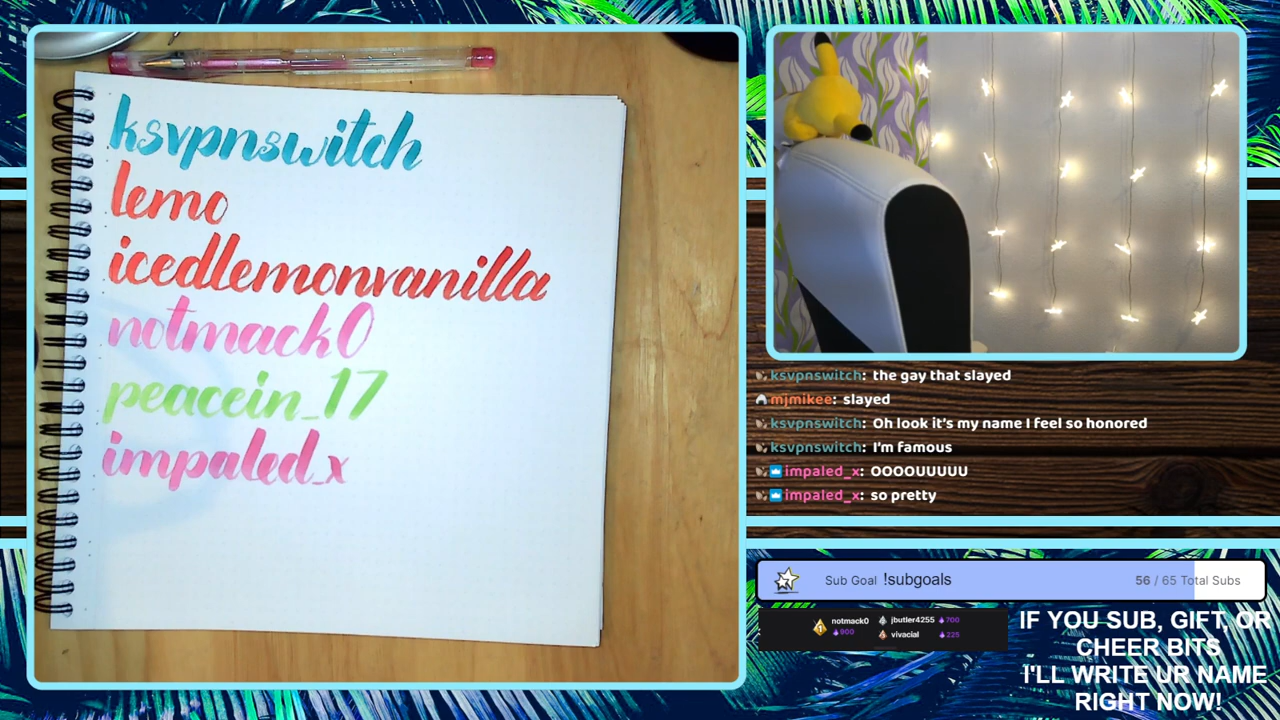 ksvpnswitch
lemo
icedlemonvanilla
notmack0
peacein_17
impaled_x
ksvpnswitch: the gay that slayed
mjmikee: slayed
ksvpnswitch: Oh look it's my name I feel so honored
ksvpnswitch: I'm famous
impaled_x: OOOOUUUUU
impaled_x: so pretty
Sub Goal !subgoals 56 / 65 Total Subs
1 notmack0 900
jbutler4255 700
vivacial 225
IF YOU SUB, GIFT, OR
CHEER BITS
I'LL WRITE UR NAME
RIGHT NOW!